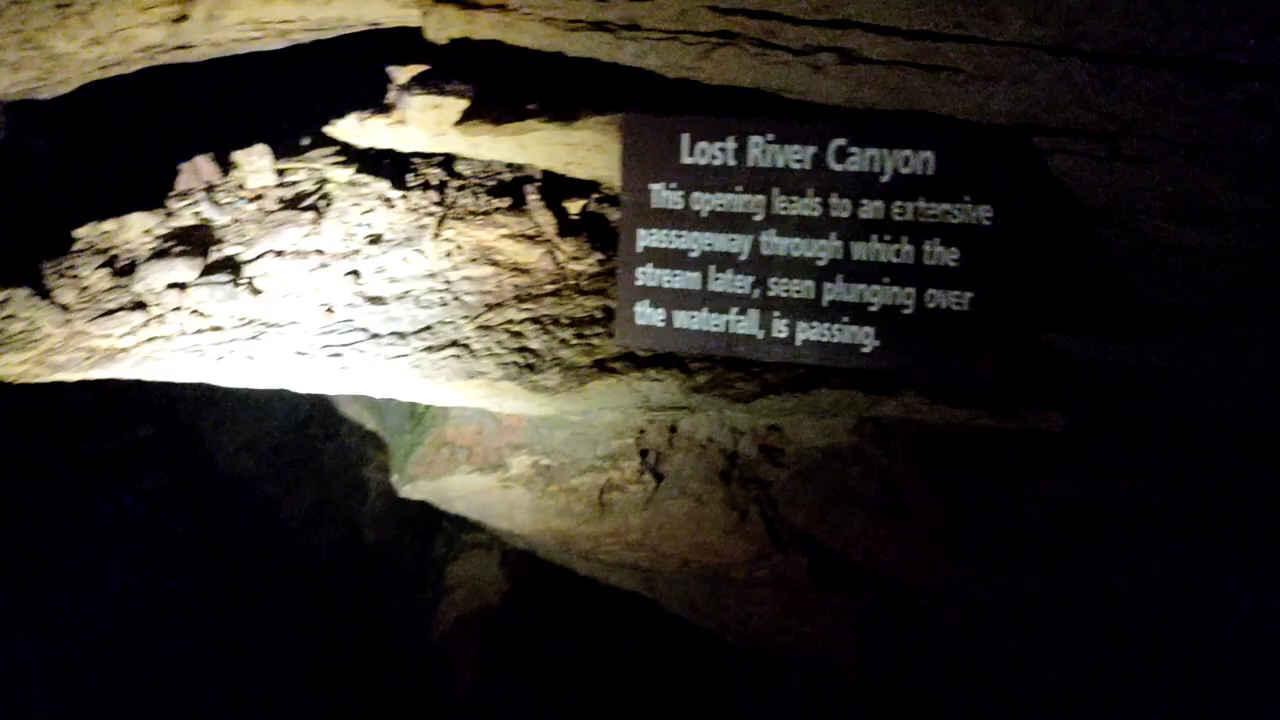 Lost River Canyon
This opening leads to an extensive
passageway through which the
stream later, seen plunging over
the waterfall, is passing.